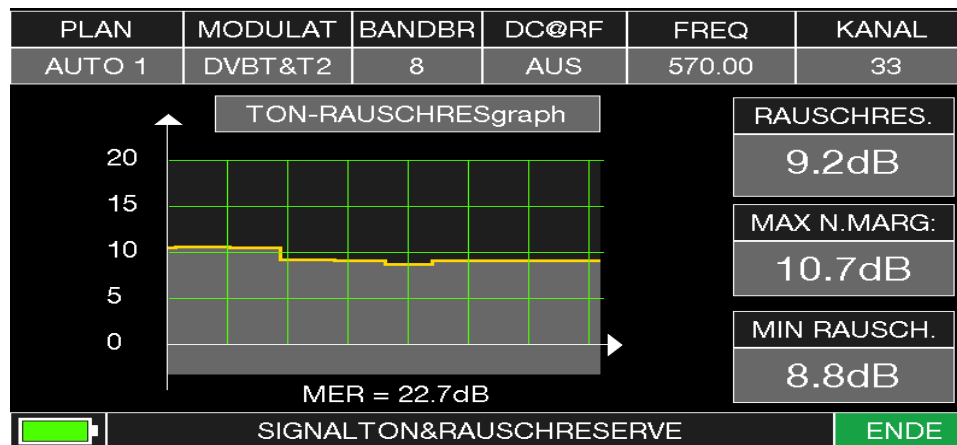 PLAN MODULAT BANDBR DC@RF FREQ KANAL
AUTO 1 DVBT&T2 8 AUS 570.00 33
TON-RAUSCHRESgraph
20
15
10
5
0
MER = 22.7dB
RAUSCHRES.
9.2dB
MAX N.MARG:
10.7dB
MIN RAUSCH.
8.8dB
SIGNALTON&RAUSCHRESERVE ENDE